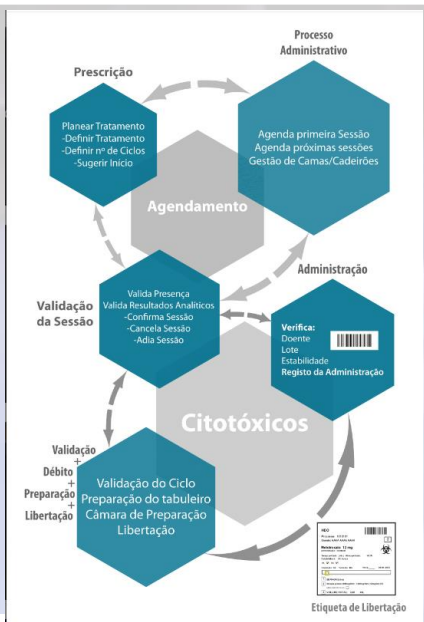 Processo
Administrativo
Prescrição
Planear Tratamento
-Definir Tratamento
-Definir nº de Ciclos
-Sugerir Início
Agenda primeira Sessão
Agenda próximas sessões
Gestão de Camas/Cadeirões
Agendamento
Administração
Validação
da Sessão
Valida Presença
Valida Resultados Analíticos
-Confirma Sessão
-Cancela Sessão
-Adia Sessão
Verifica:
Doente
Lote
Estabilidade
Registo da Administração
Citotóxicos
Validação
+
Débito
+
Preparação
+
Libertação
Validação do Ciclo
Preparação do tabuleiro
Câmara de Preparação
Libertação
Etiqueta de Libertação